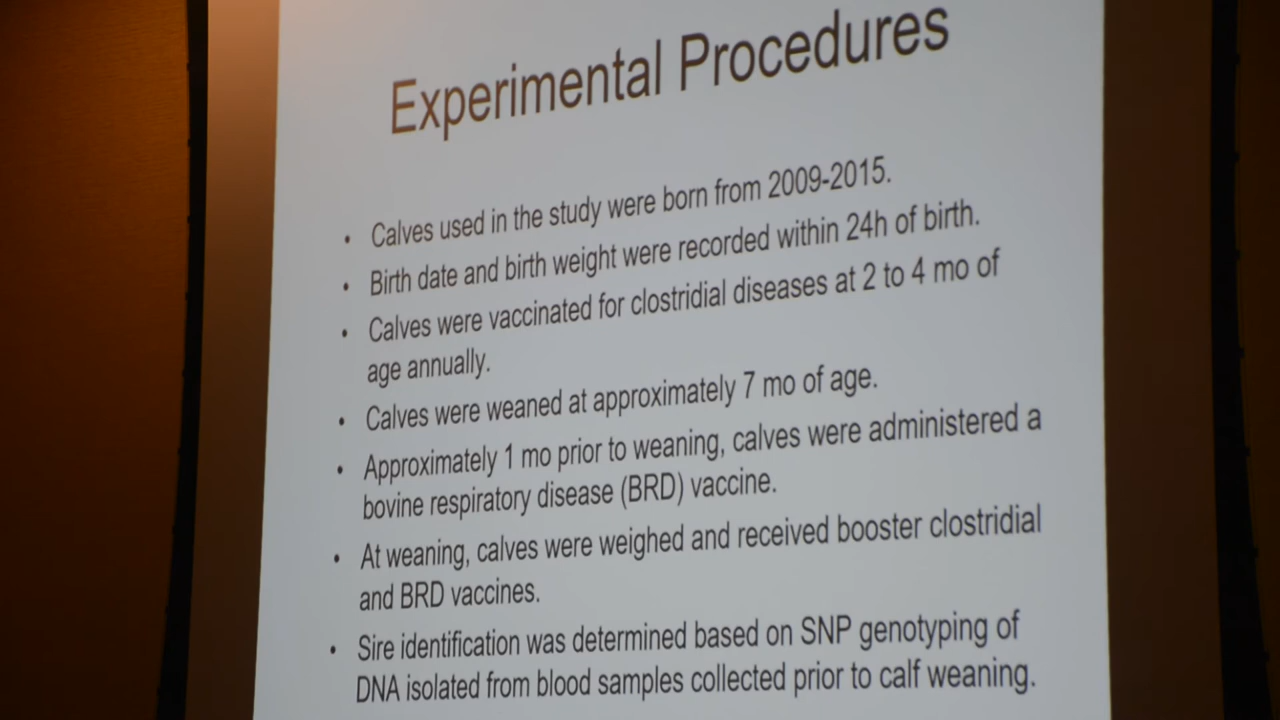 Experimental Procedures
• Calves used in the study were born from 2009-2015.
• Birth date and birth weight were recorded within 24h of birth.
• Calves were vaccinated for clostridial diseases at 2 to 4 mo of
age annually.
• Calves were weaned at approximately 7 mo of age.
• Approximately 1 mo prior to weaning, calves were administered a
bovine respiratory disease (BRD) vaccine.
• At weaning, calves were weighed and received booster clostridial
and BRD vaccines.
• Sire identification was determined based on SNP genotyping of
DNA isolated from blood samples collected prior to calf weaning.